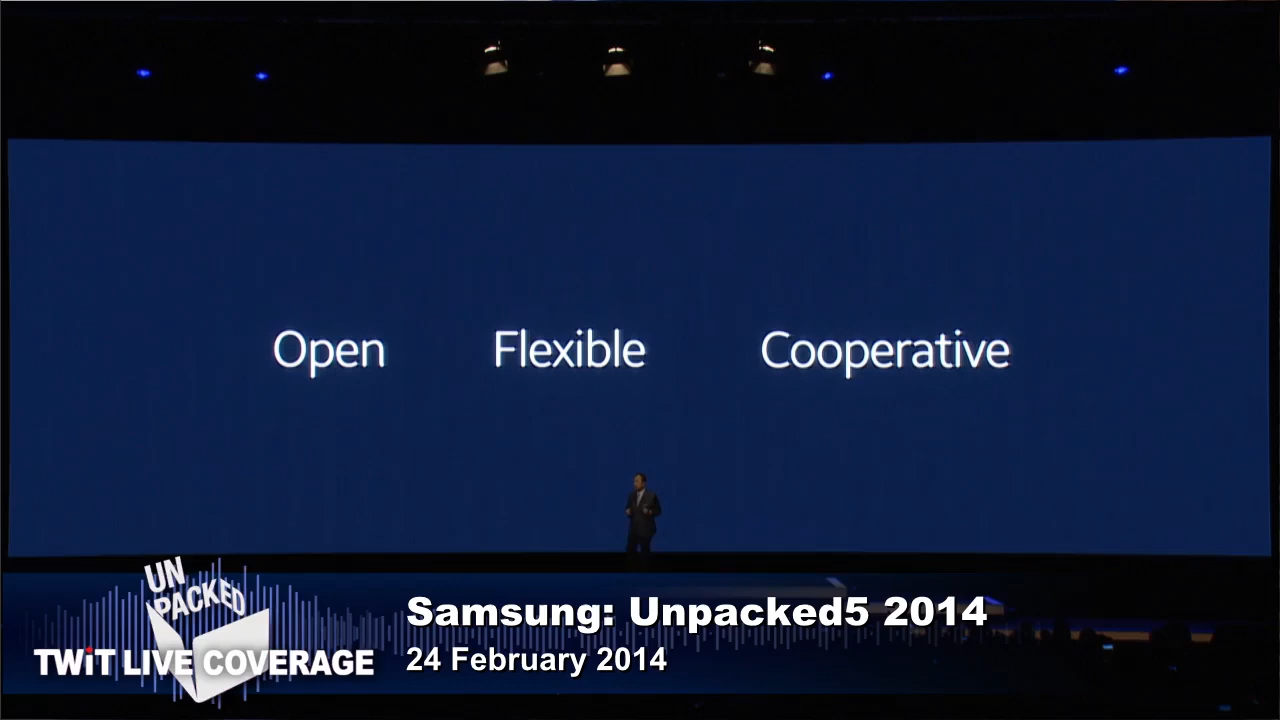 Open Flexible Cooperative
UN
PACKED
Samsung: Unpacked5 2014
TWiT LIVE COVERAGE
24 February 2014